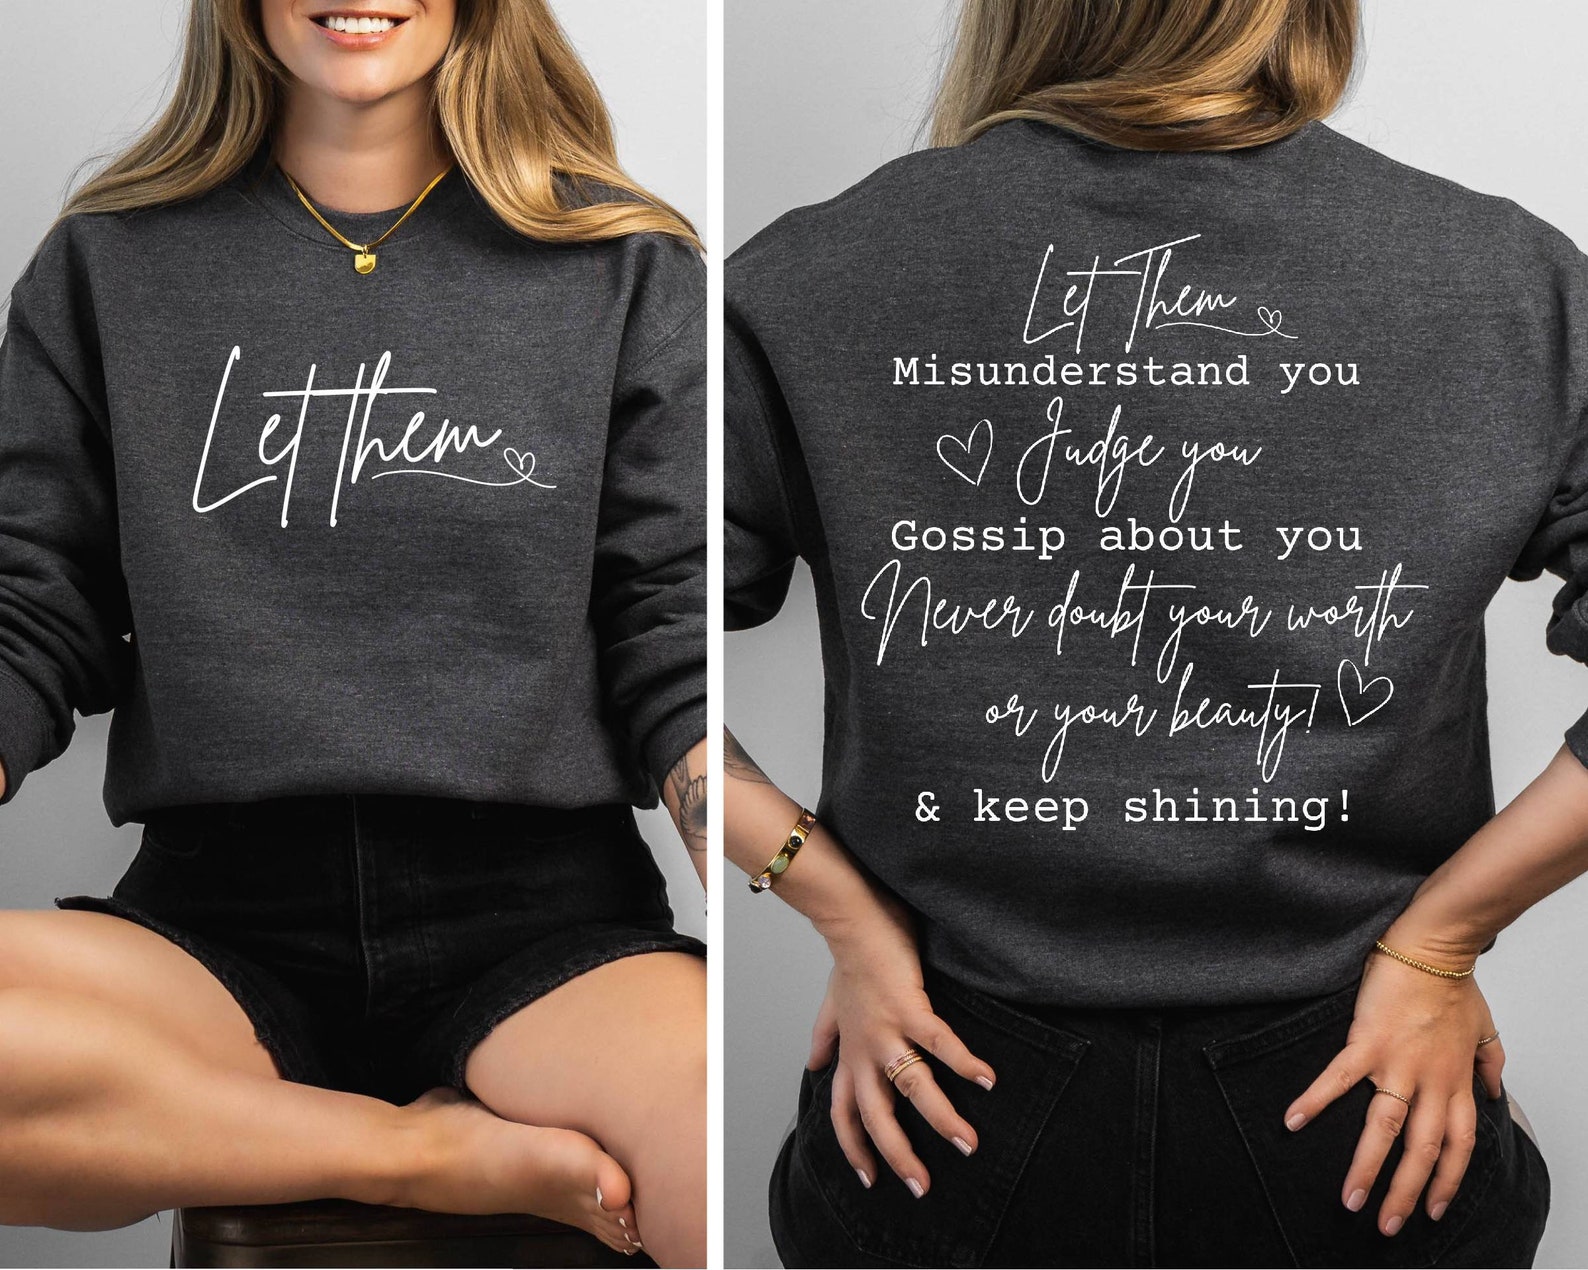 Let them
Let Them
Misunderstand you
Judge you
Gossip about you
Never doubt your worth
or your beauty!
& keep shining!